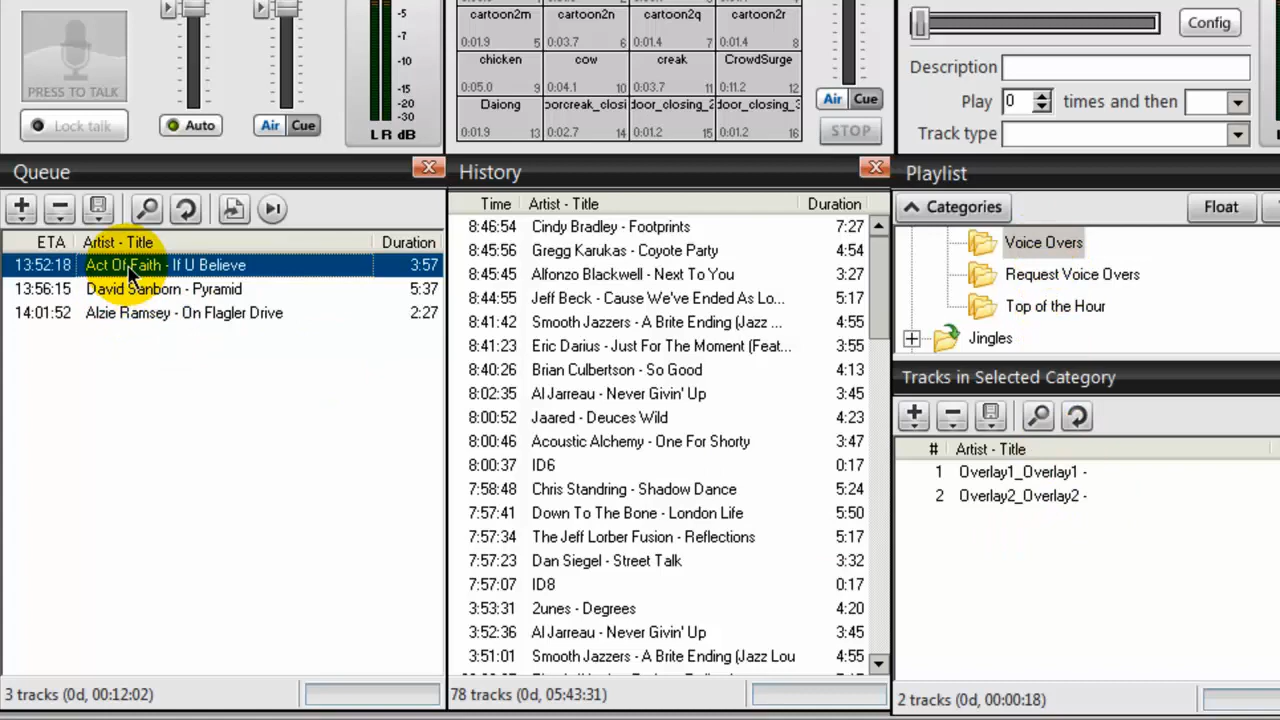 PRESS TO TALK
Lock talk
Auto
Air Cue
-5
-7
-10
-15
-20
-30
L R dB
cartoon2m cartoon2n cartoon2q cartoon2r
0:01.9 5 0:03.7 6 0:01.4 7 0:01.4 8
chicken cow creak CrowdSurge
0:05.0 9 0:04.1 10 0:01.4 11 0:11.2 12
Daiong oorcreak_closi door_closing_2 door_closing_3
0:01.9 13 0:02.7 14 0:01.2 15 0:01.2 16
Air Cue
STOP
Config
Description
Play 0 times and then
Track type
Queue
ETA Artist - Title Duration
13:52:18 Act Of Faith - If U Believe 3:57
13:56:15 David Sanborn - Pyramid 5:37
14:01:52 Alzie Ramsey - On Flagler Drive 2:27
3 tracks (0d, 00:12:02)
History
Time Artist - Title Duration
8:46:54 Cindy Bradley - Footprints 7:27
8:45:56 Gregg Karukas - Coyote Party 4:54
8:45:45 Alfonzo Blackwell - Next To You 3:27
8:44:55 Jeff Beck - Cause We've Ended As Lo... 5:17
8:41:42 Smooth Jazzers - A Brite Ending (Jazz ... 4:55
8:41:23 Eric Darius - Just For The Moment (Feat... 3:55
8:40:26 Brian Culbertson - So Good 4:13
8:02:35 Al Jarreau - Never Givin' Up 3:45
8:00:52 Jaared - Deuces Wild 4:23
8:00:46 Acoustic Alchemy - One For Shorty 3:47
8:00:37 ID6 0:17
7:58:48 Chris Standring - Shadow Dance 5:24
7:57:41 Down To The Bone - London Life 5:50
7:57:34 The Jeff Lorber Fusion - Reflections 5:17
7:57:23 Dan Siegel - Street Talk 3:32
7:57:07 ID8 0:17
3:53:31 2unes - Degrees 4:20
3:52:36 Al Jarreau - Never Givin' Up 3:45
3:51:01 Smooth Jazzers - A Brite Ending (Jazz Lou 4:55
78 tracks (0d, 05:43:31)
Playlist
Categories Float
Voice Overs
Request Voice Overs
Top of the Hour
Jingles
Tracks in Selected Category
# Artist - Title
1 Overlay1_Overlay1 -
2 Overlay2_Overlay2 -
2 tracks (0d, 00:00:18)